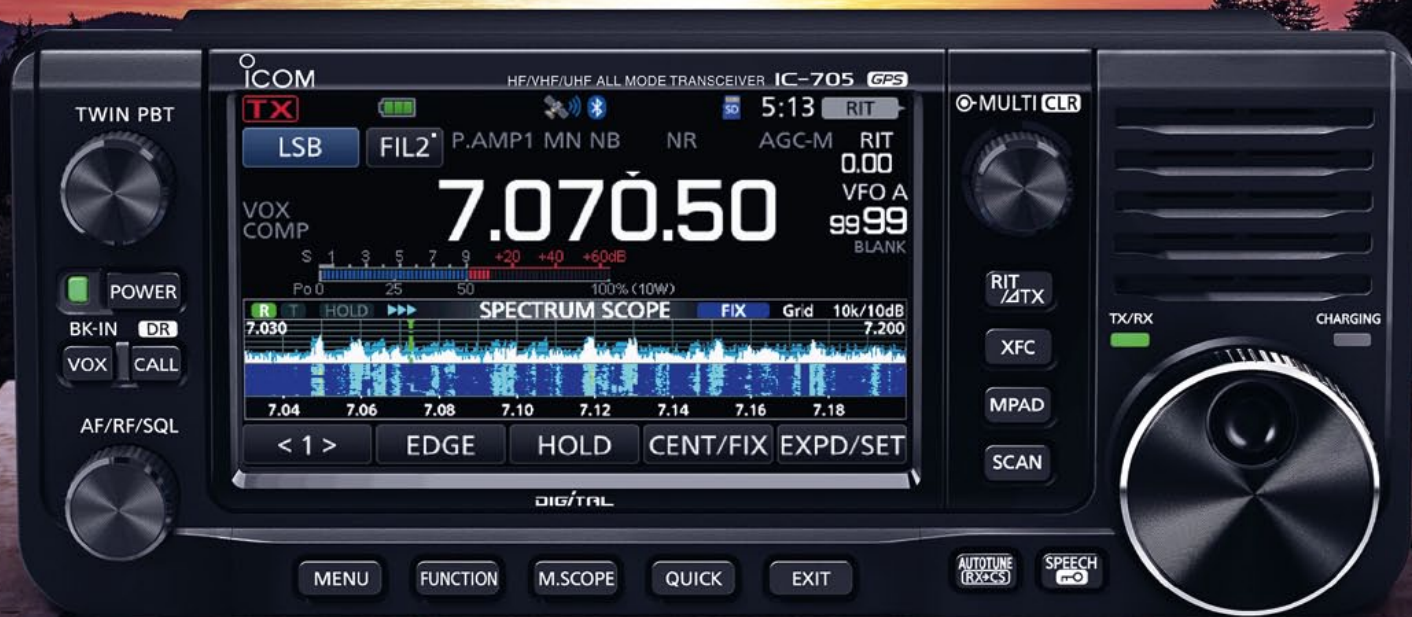 ICOM
HF/VHF/UHF ALL MODE TRANSCEIVER IC-705 GPS
TWIN PBT
TX
SD 5:13 RIT
MULTI CLR
LSB FIL2 P.AMP1 MN NB NR AGC-M RIT
0.00
7.070.50
VFO A
VOX
COMP
9999
BLANK
S 1 3 5 7 9 +20 +40 +60dB
Po 0 25 50 100% (10W)
POWER
R T HOLD SPECTRUM SCOPE FIX Grid 10k/10dB
7.030 7.200
RIT
/⊿TX
BK-IN DR
VOX CALL
XFC
TX/RX CHARGING
7.04 7.06 7.08 7.10 7.12 7.14 7.16 7.18
MPAD
AF/RF/SQL
< 1 > EDGE HOLD CENT/FIX EXPD/SET
SCAN
DIGITAL
MENU FUNCTION M.SCOPE QUICK EXIT
AUTOTUNE SPEECH
(RX→CS)